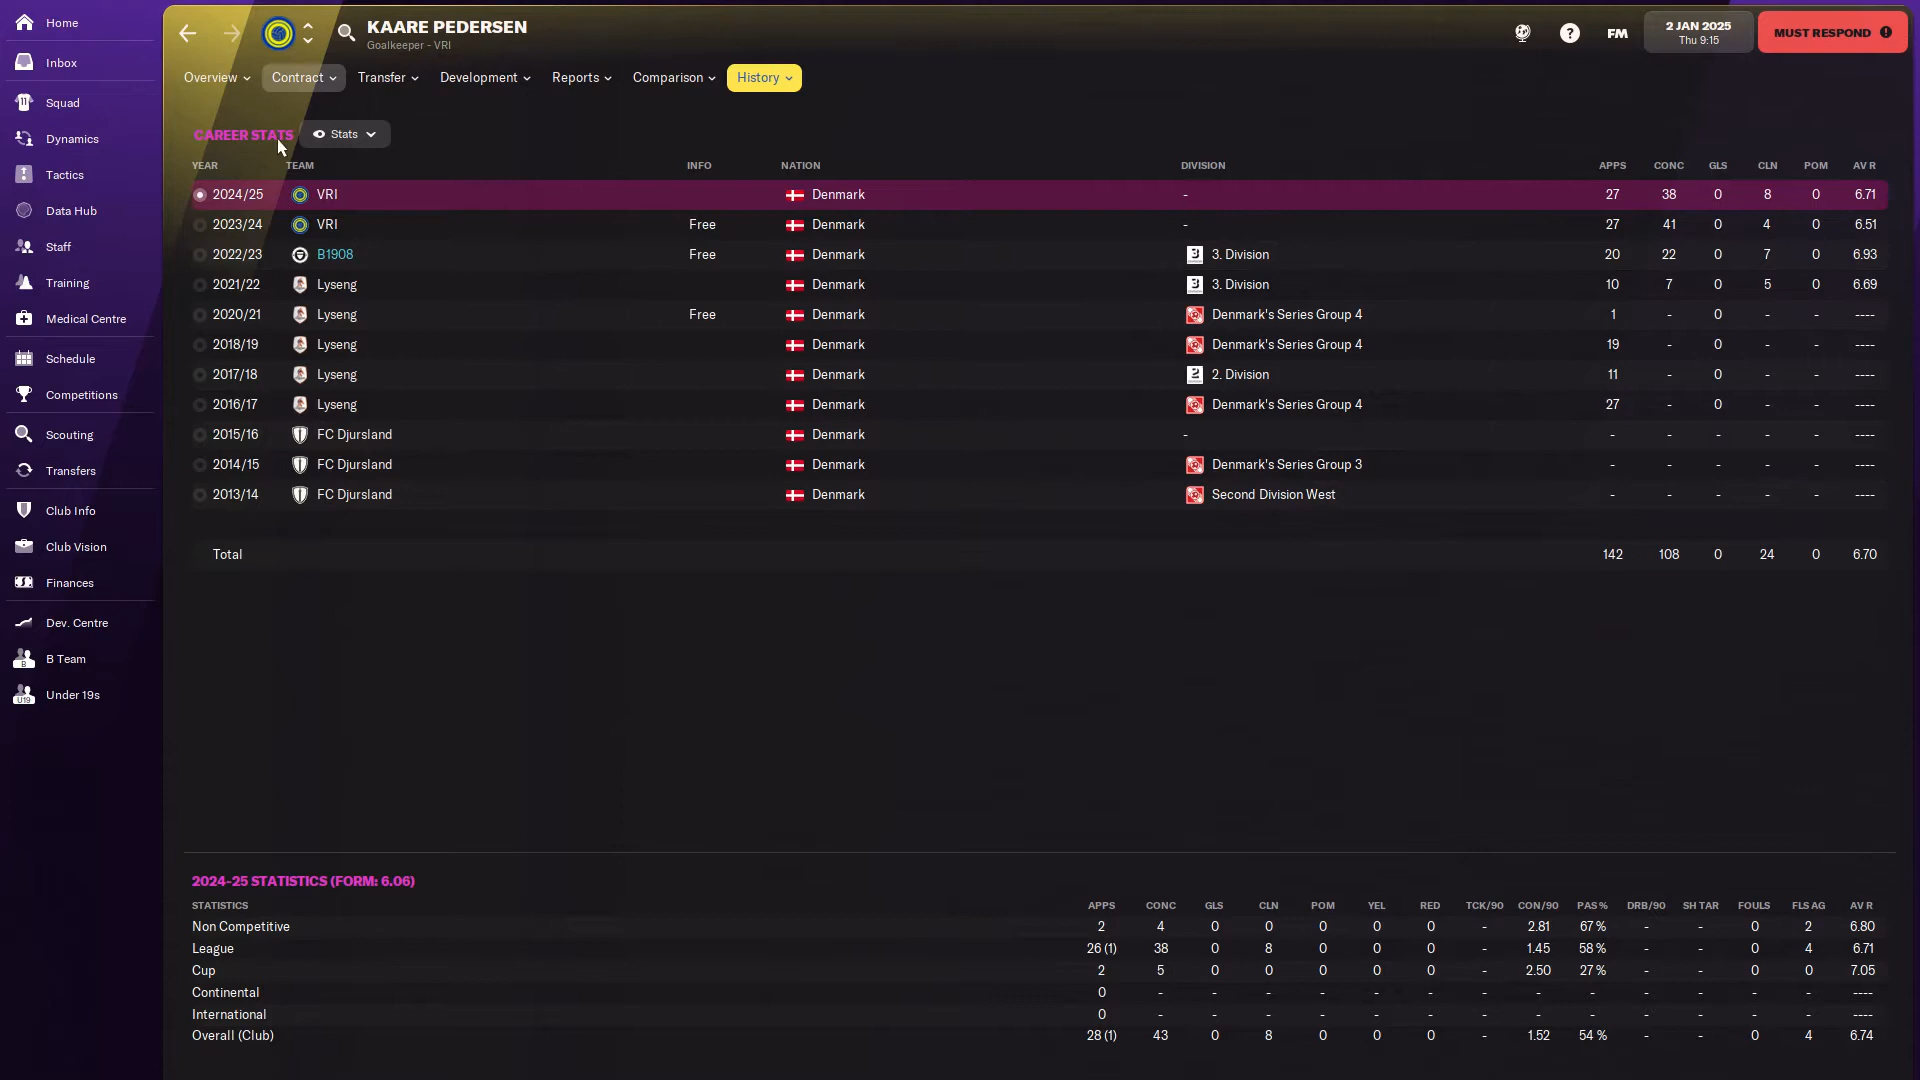 Home
Inbox
Squad
Dynamics
Tactics
Data Hub
Staff
Training
Medical Centre
Schedule
Competitions
Scouting
Transfers
Club Info
Club Vision
Finances
Dev. Centre
B Team
Under 19s
KAARE PEDERSEN
Goalkeeper - VRI
FM
2 JAN 2025
Thu 9:15
MUST RESPOND
Overview Contract Transfer Development Reports Comparison History
CAREER STATS Stats
YEAR TEAM INFO NATION DIVISION APPS CONC GLS CLN POM AV R
2024/25 VRI Denmark - 27 38 0 8 0 6.71
2023/24 VRI Free Denmark - 27 41 0 4 0 6.51
2022/23 B1908 Free Denmark 3. Division 20 22 0 7 0 6.93
2021/22 Lyseng Denmark 3. Division 10 7 0 5 0 6.69
2020/21 Lyseng Free Denmark Denmark's Series Group 4 1 - 0 - - ----
2018/19 Lyseng Denmark Denmark's Series Group 4 19 - 0 - - ----
2017/18 Lyseng Denmark 2. Division 11 - 0 - - ----
2016/17 Lyseng Denmark Denmark's Series Group 4 27 - 0 - - ----
2015/16 FC Djursland Denmark - - - - - - ----
2014/15 FC Djursland Denmark Denmark's Series Group 3 - - - - - ----
2013/14 FC Djursland Denmark Second Division West - - - - - ----
Total 142 108 0 24 0 6.70
2024-25 STATISTICS (FORM: 6.06)
STATISTICS APPS CONC GLS CLN POM YEL RED TCK/90 CON/90 PAS % DRB/90 SH TAR FOULS FLS AG AV R
Non Competitive 2 4 0 0 0 0 0 - 2.81 67 % - - 0 2 6.80
League 26 (1) 38 0 8 0 0 0 - 1.45 58 % - - 0 4 6.71
Cup 2 5 0 0 0 0 0 - 2.50 27 % - - 0 0 7.05
Continental 0 - - - - - - - - - - - - - ----
International 0 - - - - - - - - - - - - - ----
Overall (Club) 28 (1) 43 0 8 0 0 0 - 1.52 54 % - - 0 4 6.74